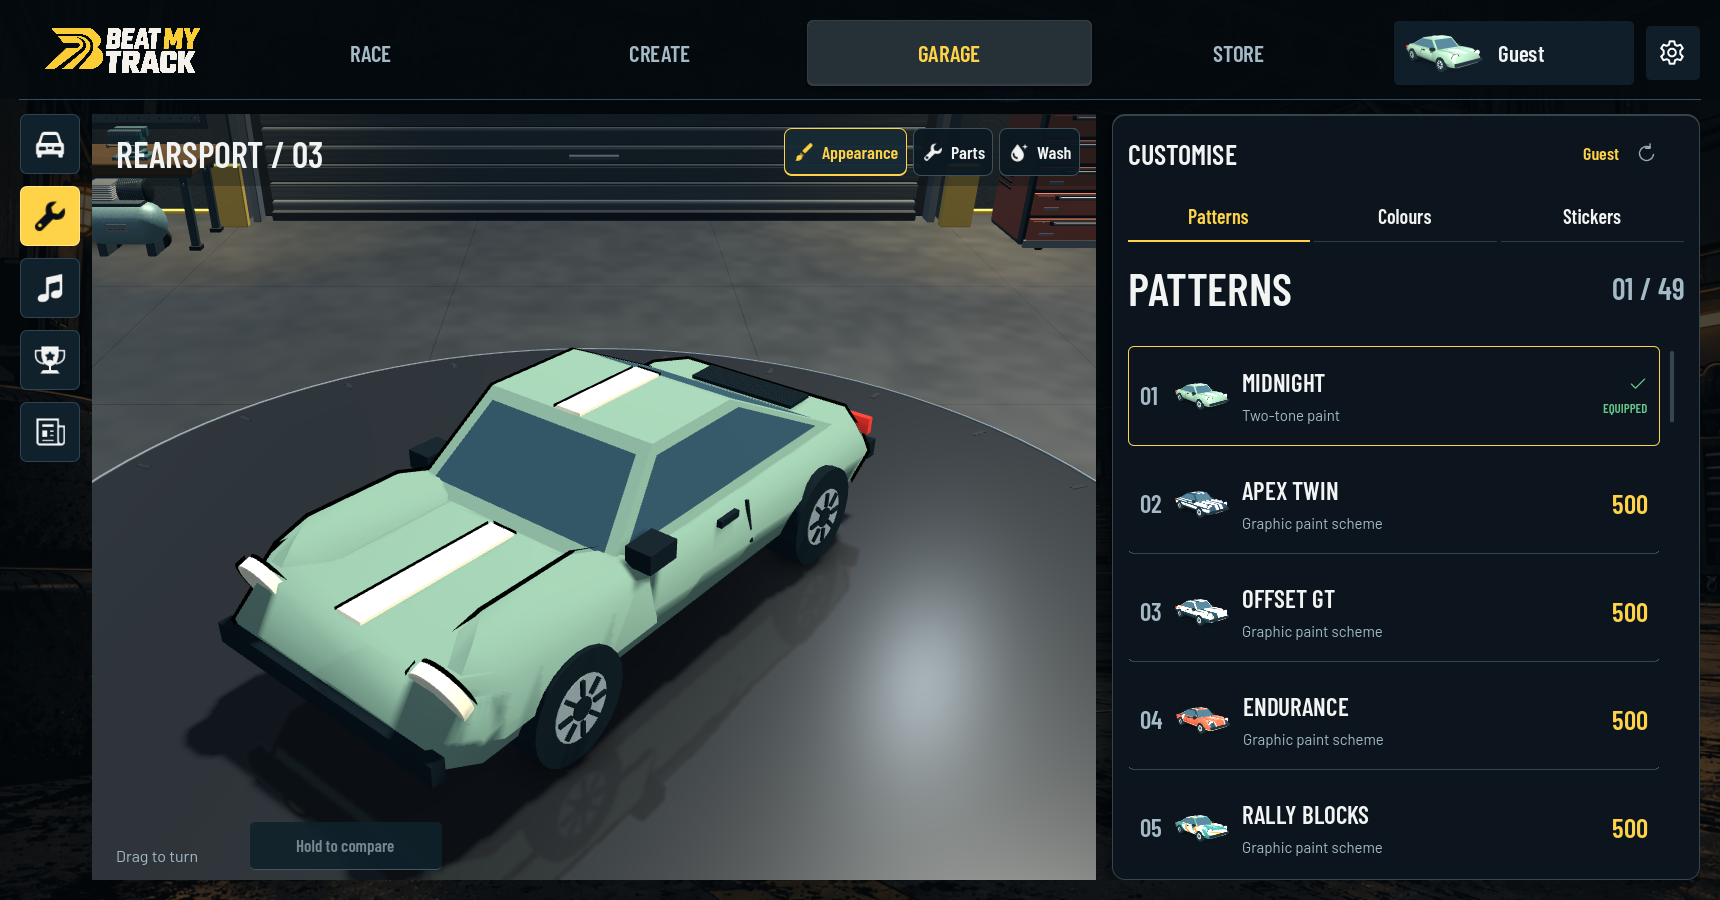 BEAT MY
TRACK
RACE
CREATE
GARAGE
STORE
Guest
REARSPORT / 03
Appearance
Parts
Wash
Drag to turn
Hold to compare
CUSTOMISE
Guest
Patterns
Colours
Stickers
PATTERNS
01 / 49
01
MIDNIGHT
Two-tone paint
EQUIPPED
02
APEX TWIN
Graphic paint scheme
500
03
OFFSET GT
Graphic paint scheme
500
04
ENDURANCE
Graphic paint scheme
500
05
RALLY BLOCKS
Graphic paint scheme
500